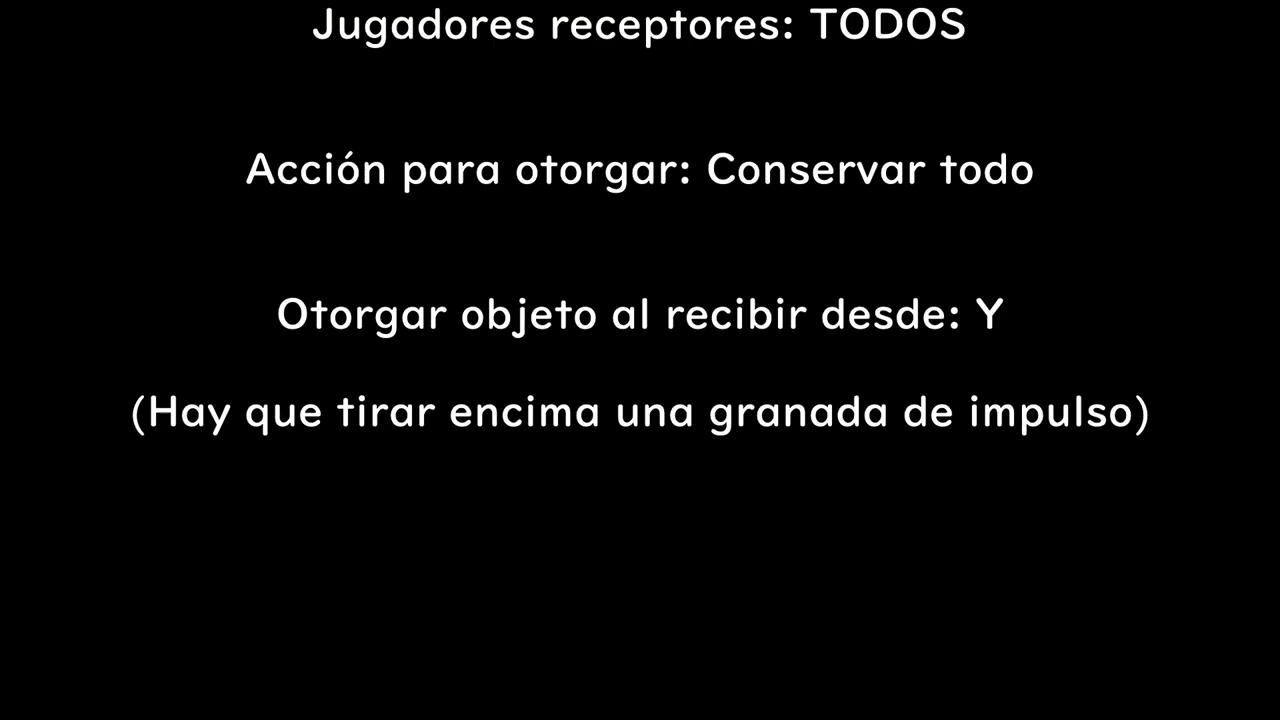 Jugadores receptores: TODOS
Acción para otorgar: Conservar todo
Otorgar objeto al recibir desde: Y
(Hay que tirar encima una granada de impulso)